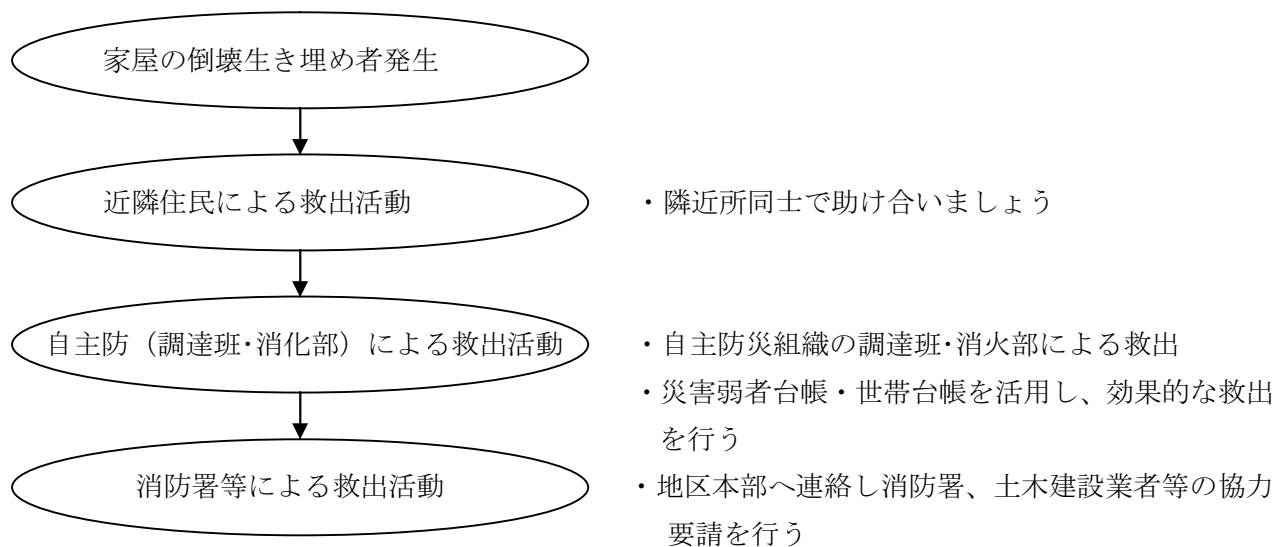 家屋の倒壊生き埋め者発生
近隣住民による救出活動
・隣近所同士で助け合いましょう
自主防（調達班･消化部）による救出活動
・自主防災組織の調達班･消火部による救出
・災害弱者台帳・世帯台帳を活用し、効果的な救出
を行う
消防署等による救出活動
・地区本部へ連絡し消防署、土木建設業者等の協力
要請を行う